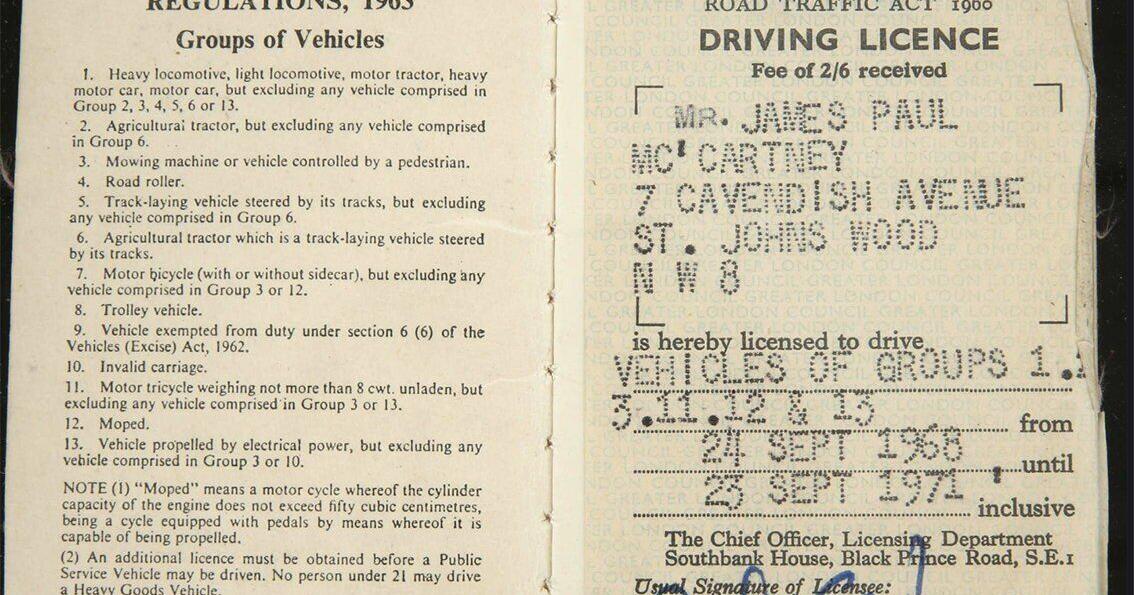 REGULATIONS, 1963
Groups of Vehicles
1. Heavy locomotive, light locomotive, motor tractor, heavy
motor car, motor car, but excluding any vehicle comprised in
Group 2, 3, 4, 5, 6 or 13.
2. Agricultural tractor, but excluding any vehicle comprised
in Group 6.
3. Mowing machine or vehicle controlled by a pedestrian.
4. Road roller.
5. Track-laying vehicle steered by its tracks, but excluding
any vehicle comprised in Group 6.
6. Agricultural tractor which is a track-laying vehicle steered
by its tracks.
7. Motor bicycle (with or without sidecar), but excluding any
vehicle comprised in Group 3 or 12.
8. Trolley vehicle.
9. Vehicle exempted from duty under section 6 (6) of the
Vehicles (Excise) Act, 1962.
10. Invalid carriage.
11. Motor tricycle weighing not more than 8 cwt. unladen, but
excluding any vehicle comprised in Group 3 or 13.
12. Moped.
13. Vehicle propelled by electrical power, but excluding any
vehicle comprised in Group 3 or 10.
NOTE (1) "Moped" means a motor cycle whereof the cylinder
capacity of the engine does not exceed fifty cubic centimetres,
being a cycle equipped with pedals by means whereof it is
capable of being propelled.
(2) An additional licence must be obtained before a Public
Service Vehicle may be driven. No person under 21 may drive
a Heavy Goods Vehicle.
ROAD TRAFFIC ACT 1960
DRIVING LICENCE
Fee of 2/6 received
MR. JAMES PAUL
MC'CARTNEY
7 CAVENDISH AVENUE
ST. JOHNS WOOD
N W 8
is hereby licensed to drive
VEHICLES OF GROUPS 1.
3.11.12 & 13 from
24 SEPT 1968 until
23 SEPT 1971 inclusive
The Chief Officer, Licensing Department
Southbank House, Black Prince Road, S.E.1
Usual Signature of Licensee: